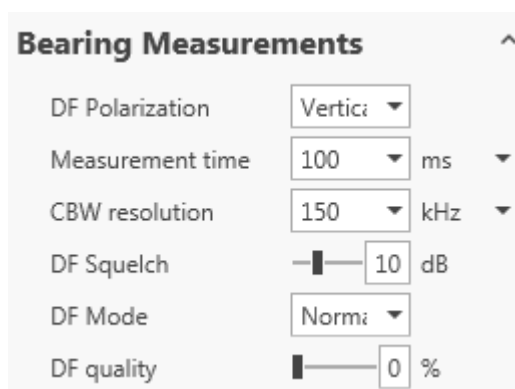 Bearing Measurements
DF Polarization Vertica
Measurement time 100 ms
CBW resolution 150 kHz
DF Squelch 10 dB
DF Mode Norma
DF quality 0 %